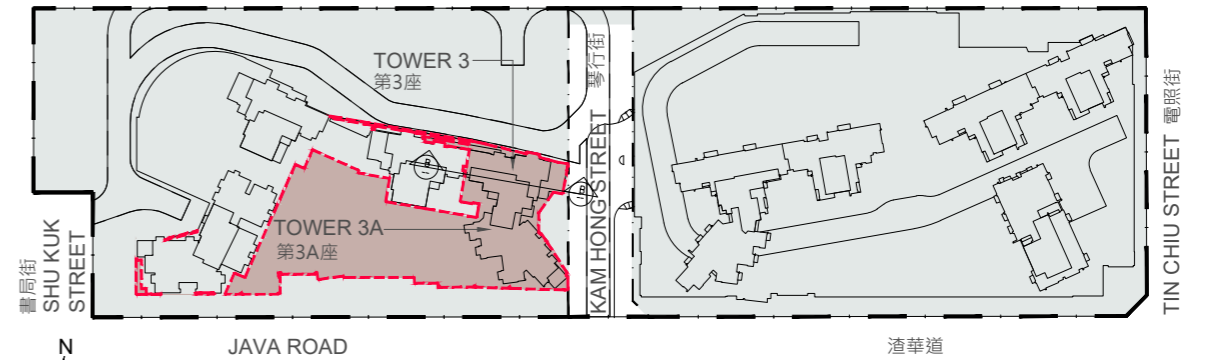 TOWER 3
第3座
琴行街
KAM HONG STREET
電照街
TIN CHIU STREET
TOWER 3A
第3A座
書局街
SHU KUK
STREET
B
B
N
JAVA ROAD
渣華道